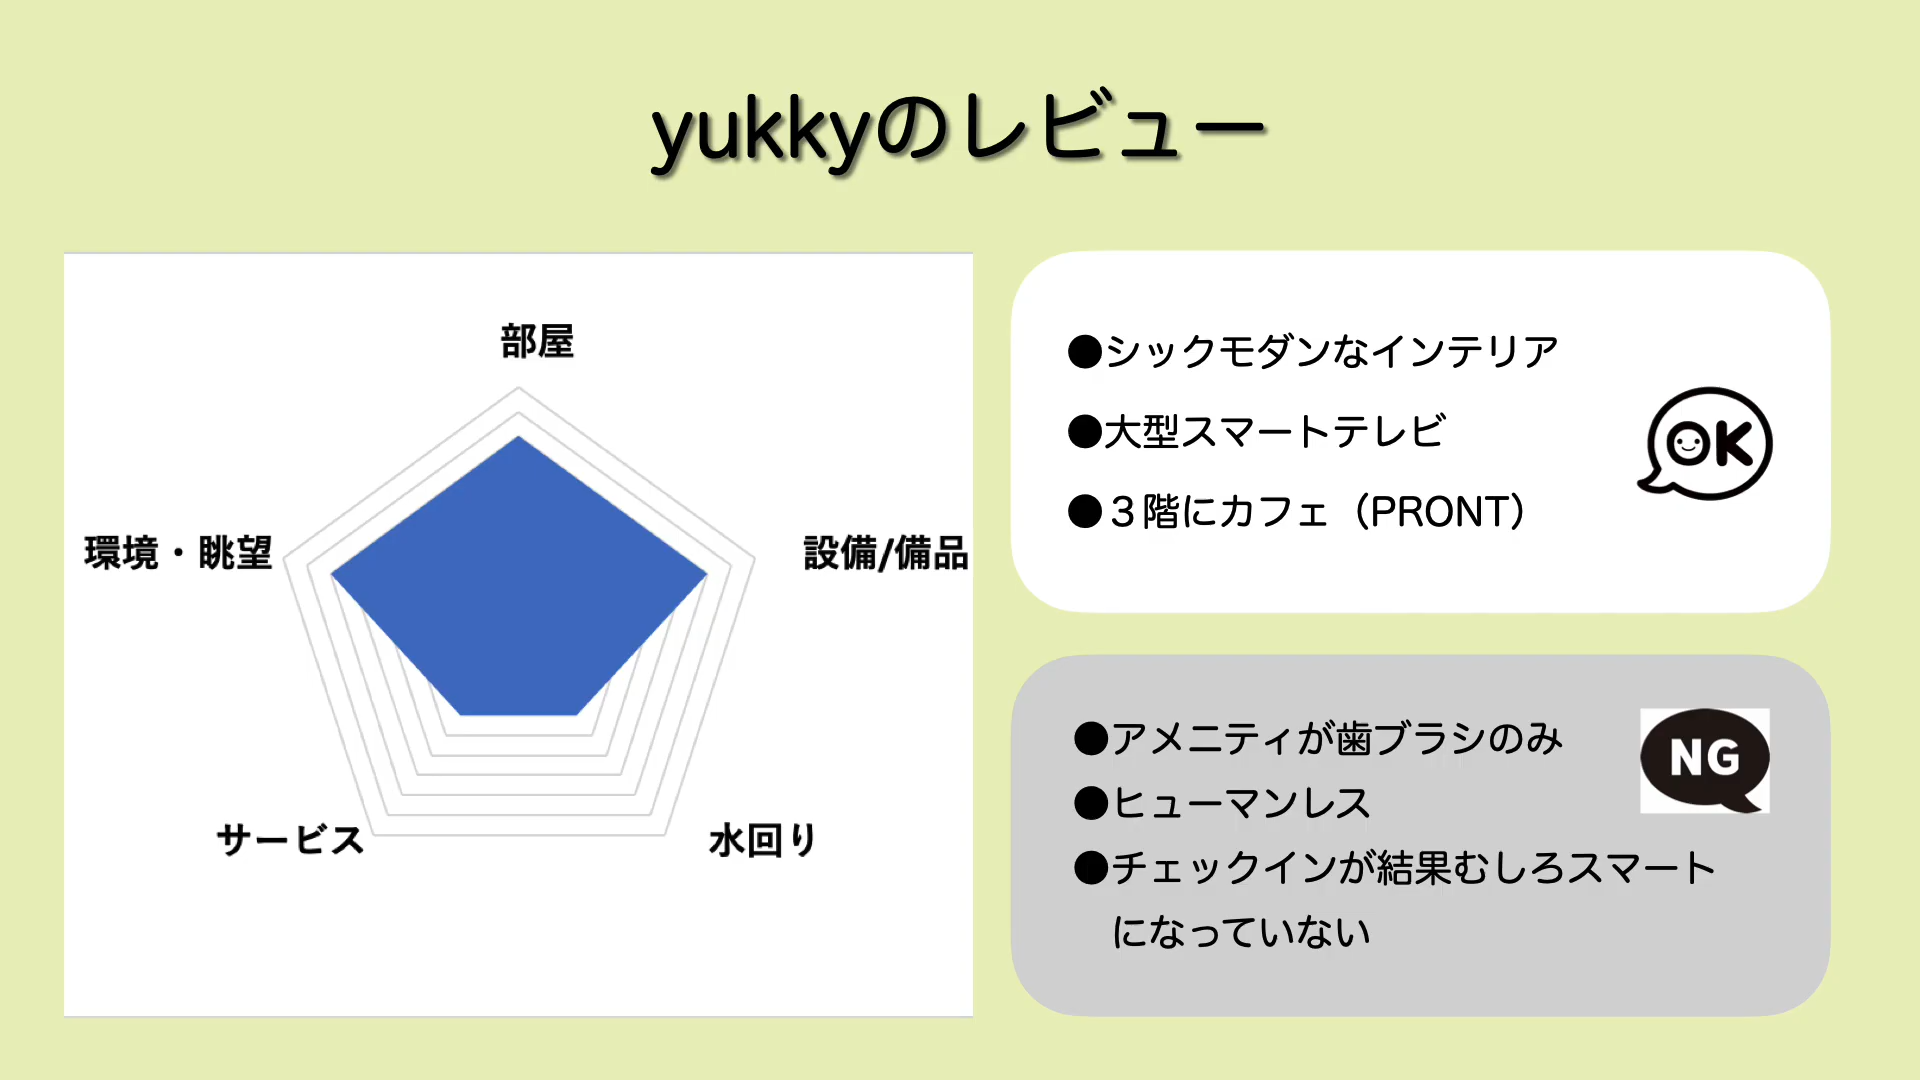 yukkyのレビュー
部屋
環境・眺望
設備/備品
サービス
水回り
●シックモダンなインテリア
●大型スマートテレビ
●３階にカフェ（PRONT）
OK
●アメニティが歯ブラシのみ
●ヒューマンレス
●チェックインが結果むしろスマート
になっていない
NG